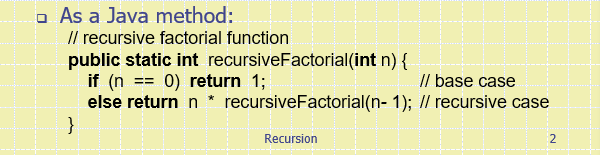 As a Java method:
// recursive factorial function
public static int recursiveFactorial(int n) {
if (n == 0) return 1; // base case
else return n * recursiveFactorial(n- 1); // recursive case
}
Recursion 2